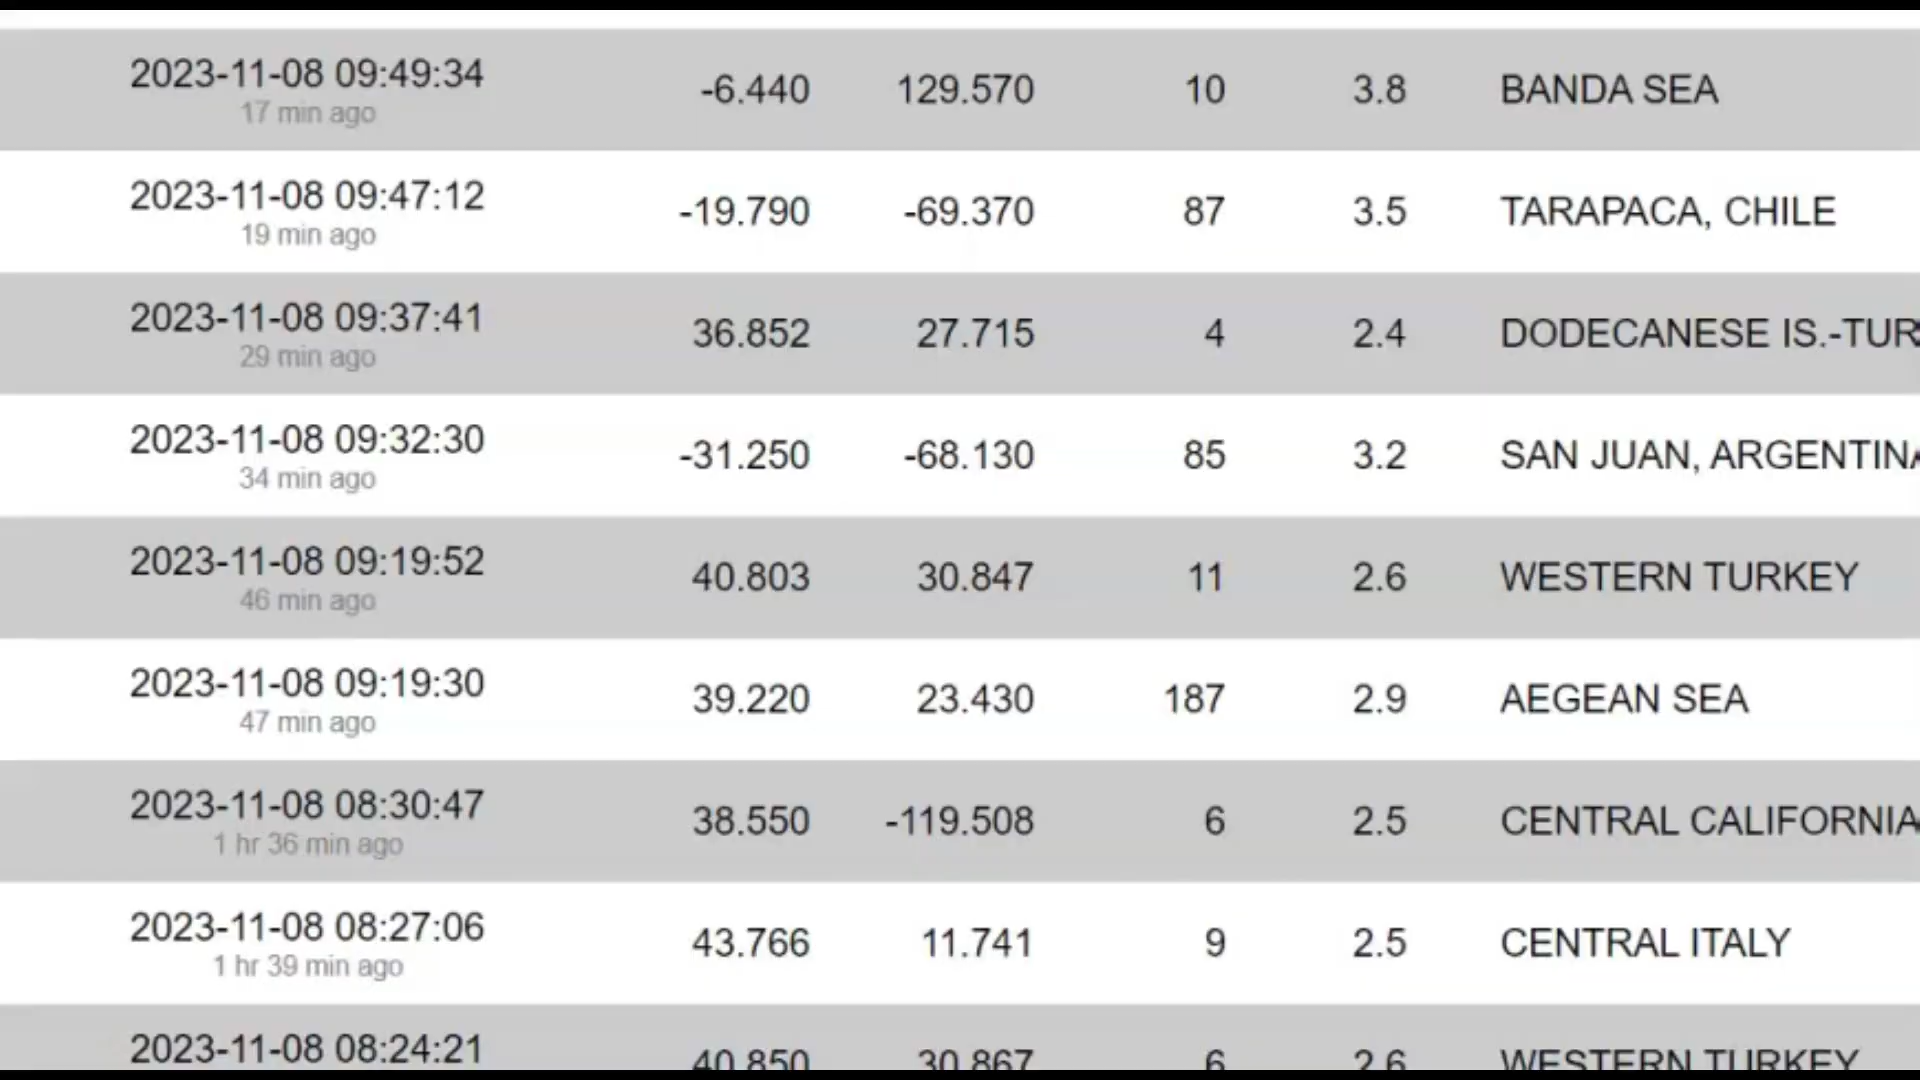 2023-11-08 09:49:34 -6.440 129.570 10 3.8 BANDA SEA
17 min ago
2023-11-08 09:47:12 -19.790 -69.370 87 3.5 TARAPACA, CHILE
19 min ago
2023-11-08 09:37:41 36.852 27.715 4 2.4 DODECANESE IS.-TUR
29 min ago
2023-11-08 09:32:30 -31.250 -68.130 85 3.2 SAN JUAN, ARGENTINA
34 min ago
2023-11-08 09:19:52 40.803 30.847 11 2.6 WESTERN TURKEY
46 min ago
2023-11-08 09:19:30 39.220 23.430 187 2.9 AEGEAN SEA
47 min ago
2023-11-08 08:30:47 38.550 -119.508 6 2.5 CENTRAL CALIFORNIA
1 hr 36 min ago
2023-11-08 08:27:06 43.766 11.741 9 2.5 CENTRAL ITALY
1 hr 39 min ago
2023-11-08 08:24:21 40.850 30.867 6 2.6 WESTERN TURKEY